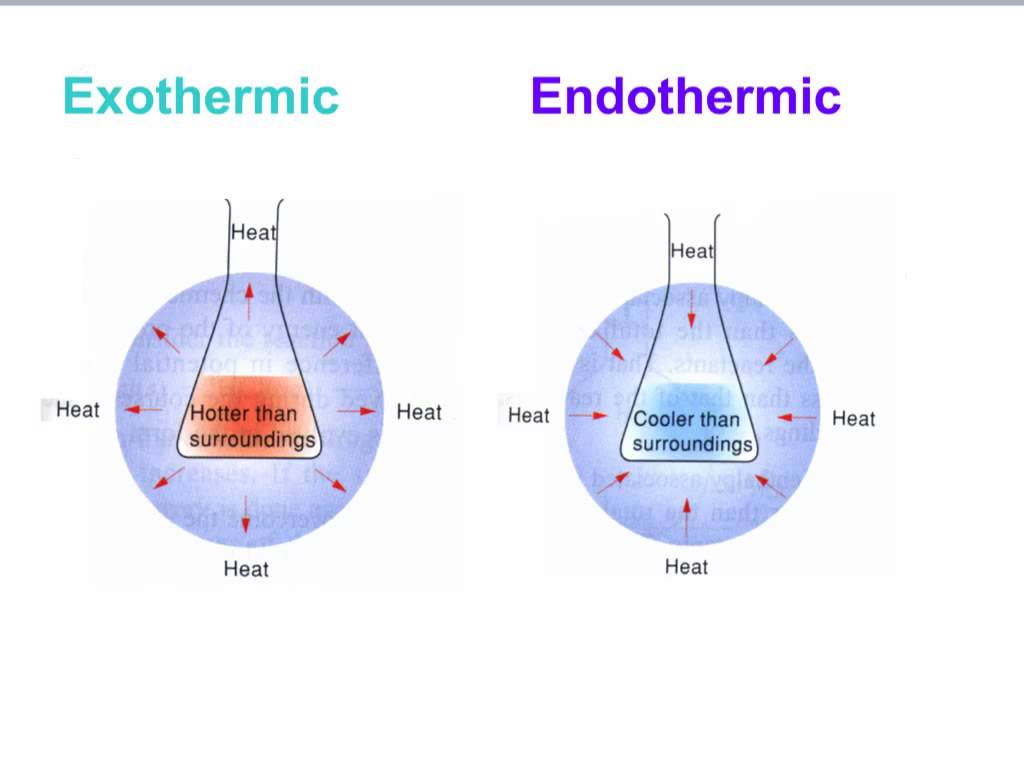 Exothermic
Endothermic
Heat
Heat
Hotter than
surroundings
Heat
Heat
Heat
Heat
Cooler than
surroundings
Heat
Heat